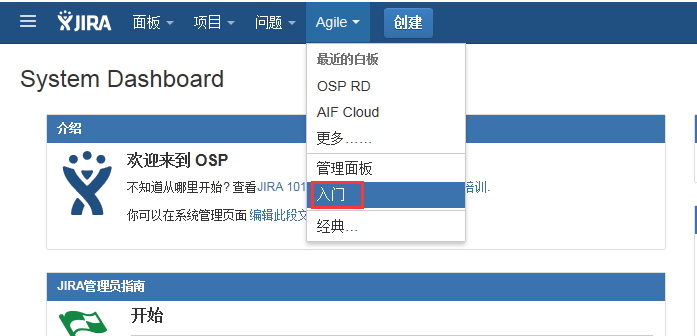 JIRA 面板 项目 问题 Agile 创建
System Dashboard
最近的白板
OSP RD
AIF Cloud
更多……
管理面板
入门
经典…
介绍
欢迎来到 OSP
不知道从哪里开始? 查看JIRA 101 培训.
你可以在系统管理页面 编辑此段文
JIRA管理员指南
开始